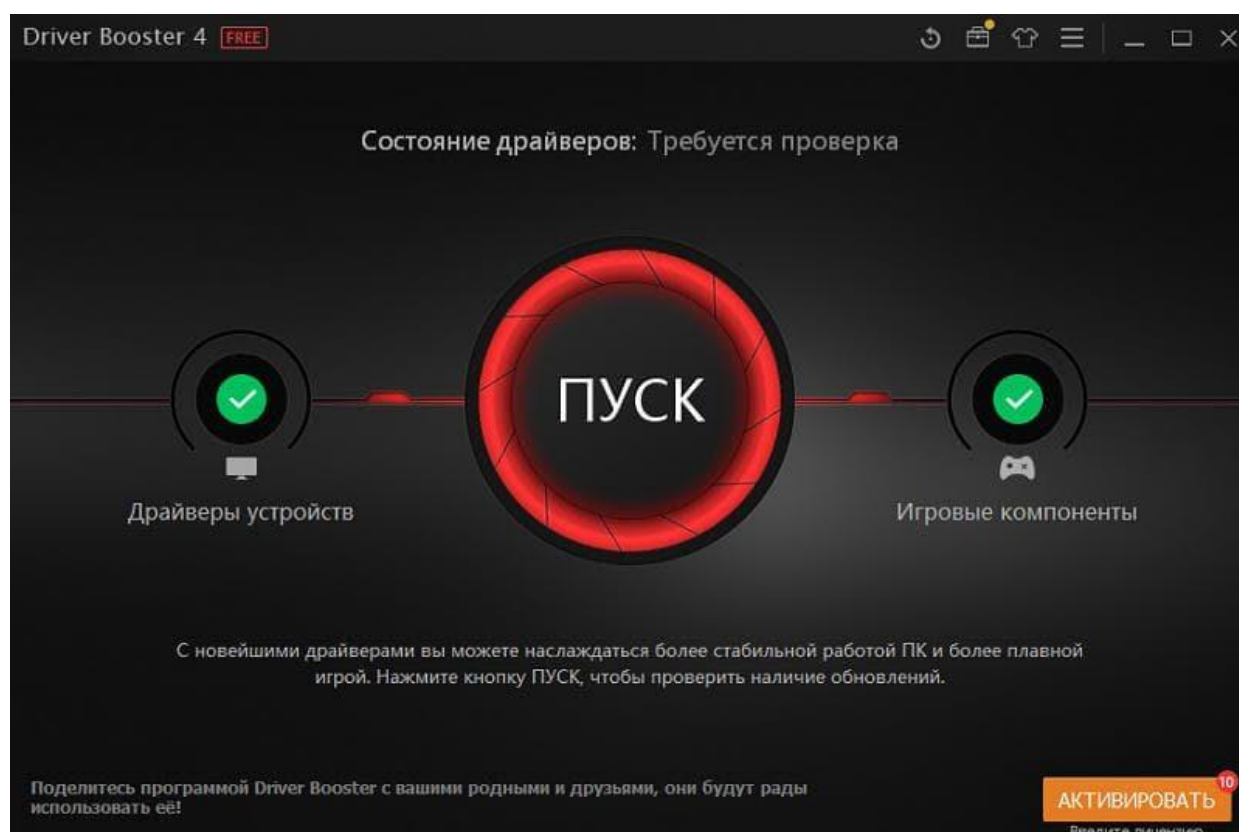 Driver Booster 4 FREE
Состояние драйверов: Требуется проверка
ПУСК
Драйверы устройств
Игровые компоненты
С новейшими драйверами вы можете наслаждаться более стабильной работой ПК и более плавной
игрой. Нажмите кнопку ПУСК, чтобы проверить наличие обновлений.
Поделитесь программой Driver Booster с вашими родными и друзьями, они будут рады
использовать её!
10
АКТИВИРОВАТЬ
Введите лицензию